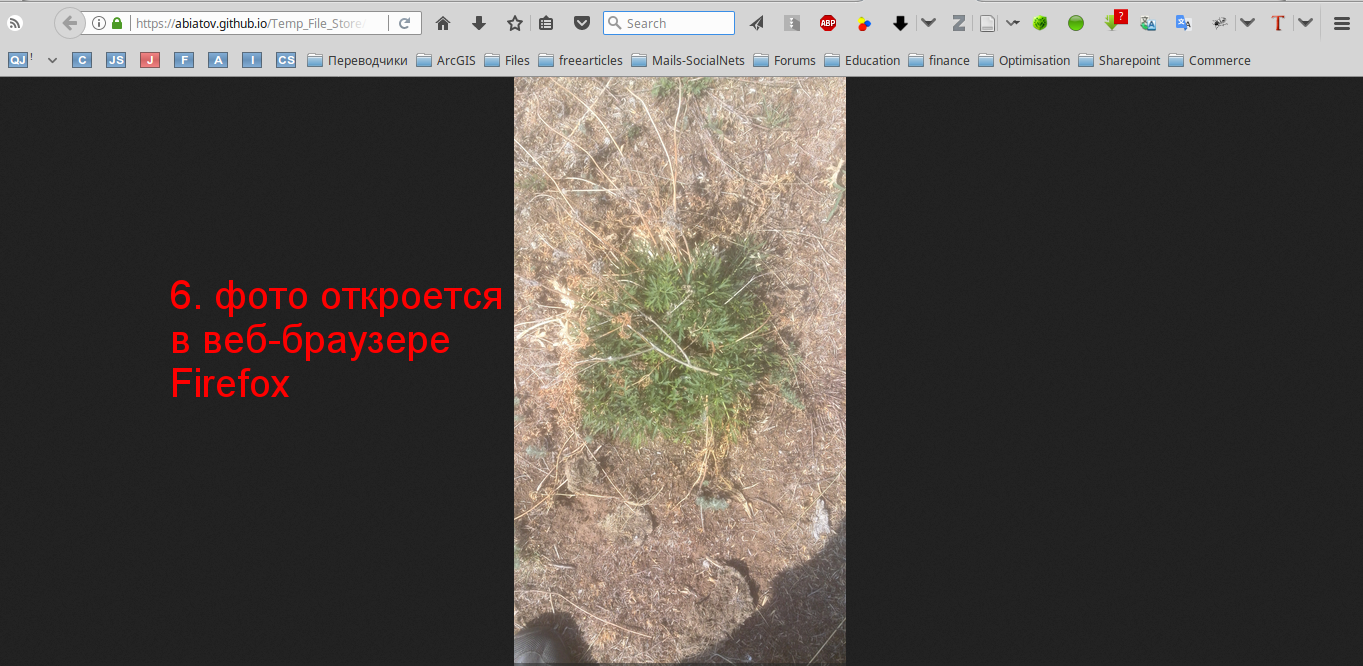 https://abiatov.github.io/Temp_File_Store/
Search
ABP
Z
?
T
QJ !
C
JS
J
F
A
I
CS
Переводчики
ArcGIS
Files
freearticles
Mails-SocialNets
Forums
Education
finance
Optimisation
Sharepoint
Commerce
6. фото откроется
в веб-браузере
Firefox